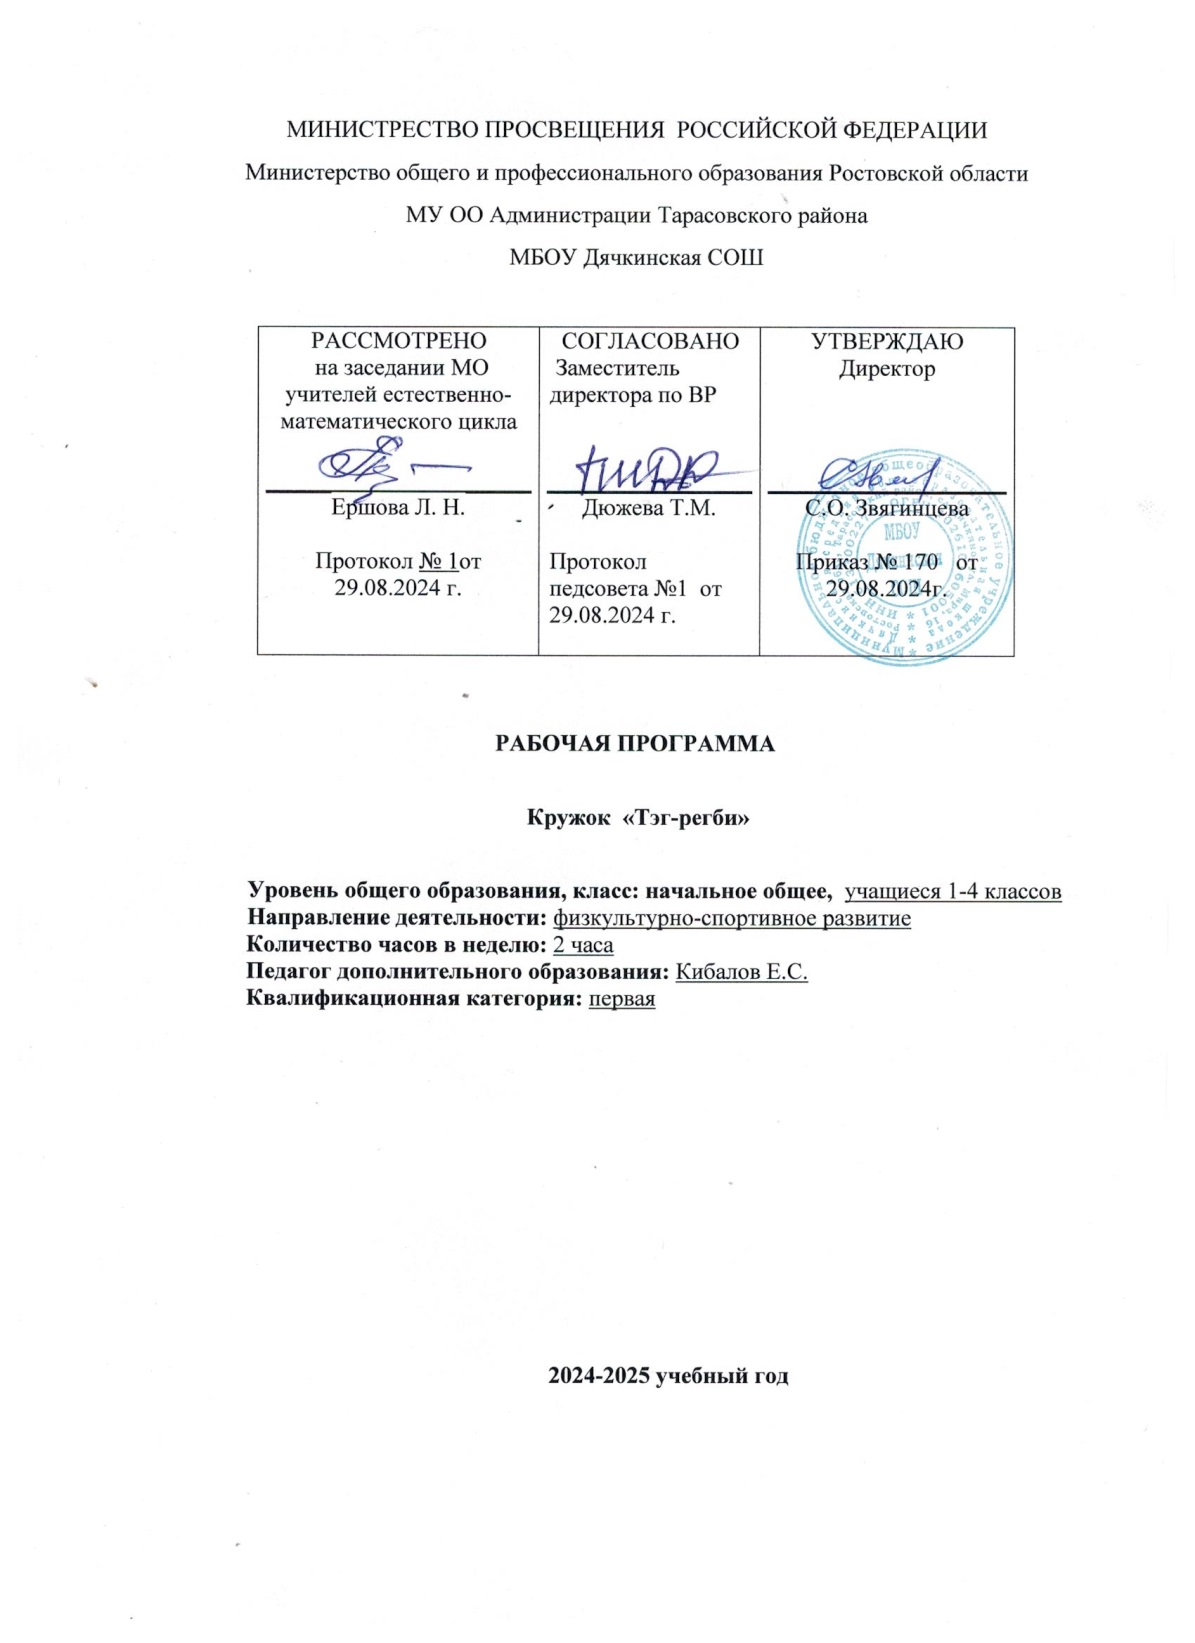 МИНИСТРЕСТВО ПРОСВЕЩЕНИЯ РОССИЙСКОЙ ФЕДЕРАЦИИ
Министерство общего и профессионального образования Ростовской области
МУ ОО Администрации Тарасовского района
МБОУ Дячкинская СОШ
РАССМОТРЕНО
на заседании МО
учителей естественно-
математического цикла
Ершова Л. Н.
Протокол № 1от
29.08.2024 г.
СОГЛАСОВАНО
Заместитель
директора по ВР
Дюжева Т.М.
Протокол
педсовета №1 от
29.08.2024 г.
УТВЕРЖДАЮ
Директор
С.О. Звягинцева
Приказ № 170 от
29.08.2024г.
МБОУ
РАБОЧАЯ ПРОГРАММА
Кружок «Тэг-регби»
Уровень общего образования, класс: начальное общее, учащиеся 1-4 классов
Направление деятельности: физкультурно-спортивное развитие
Количество часов в неделю: 2 часа
Педагог дополнительного образования: Кибалов Е.С.
Квалификационная категория: первая
2024-2025 учебный год